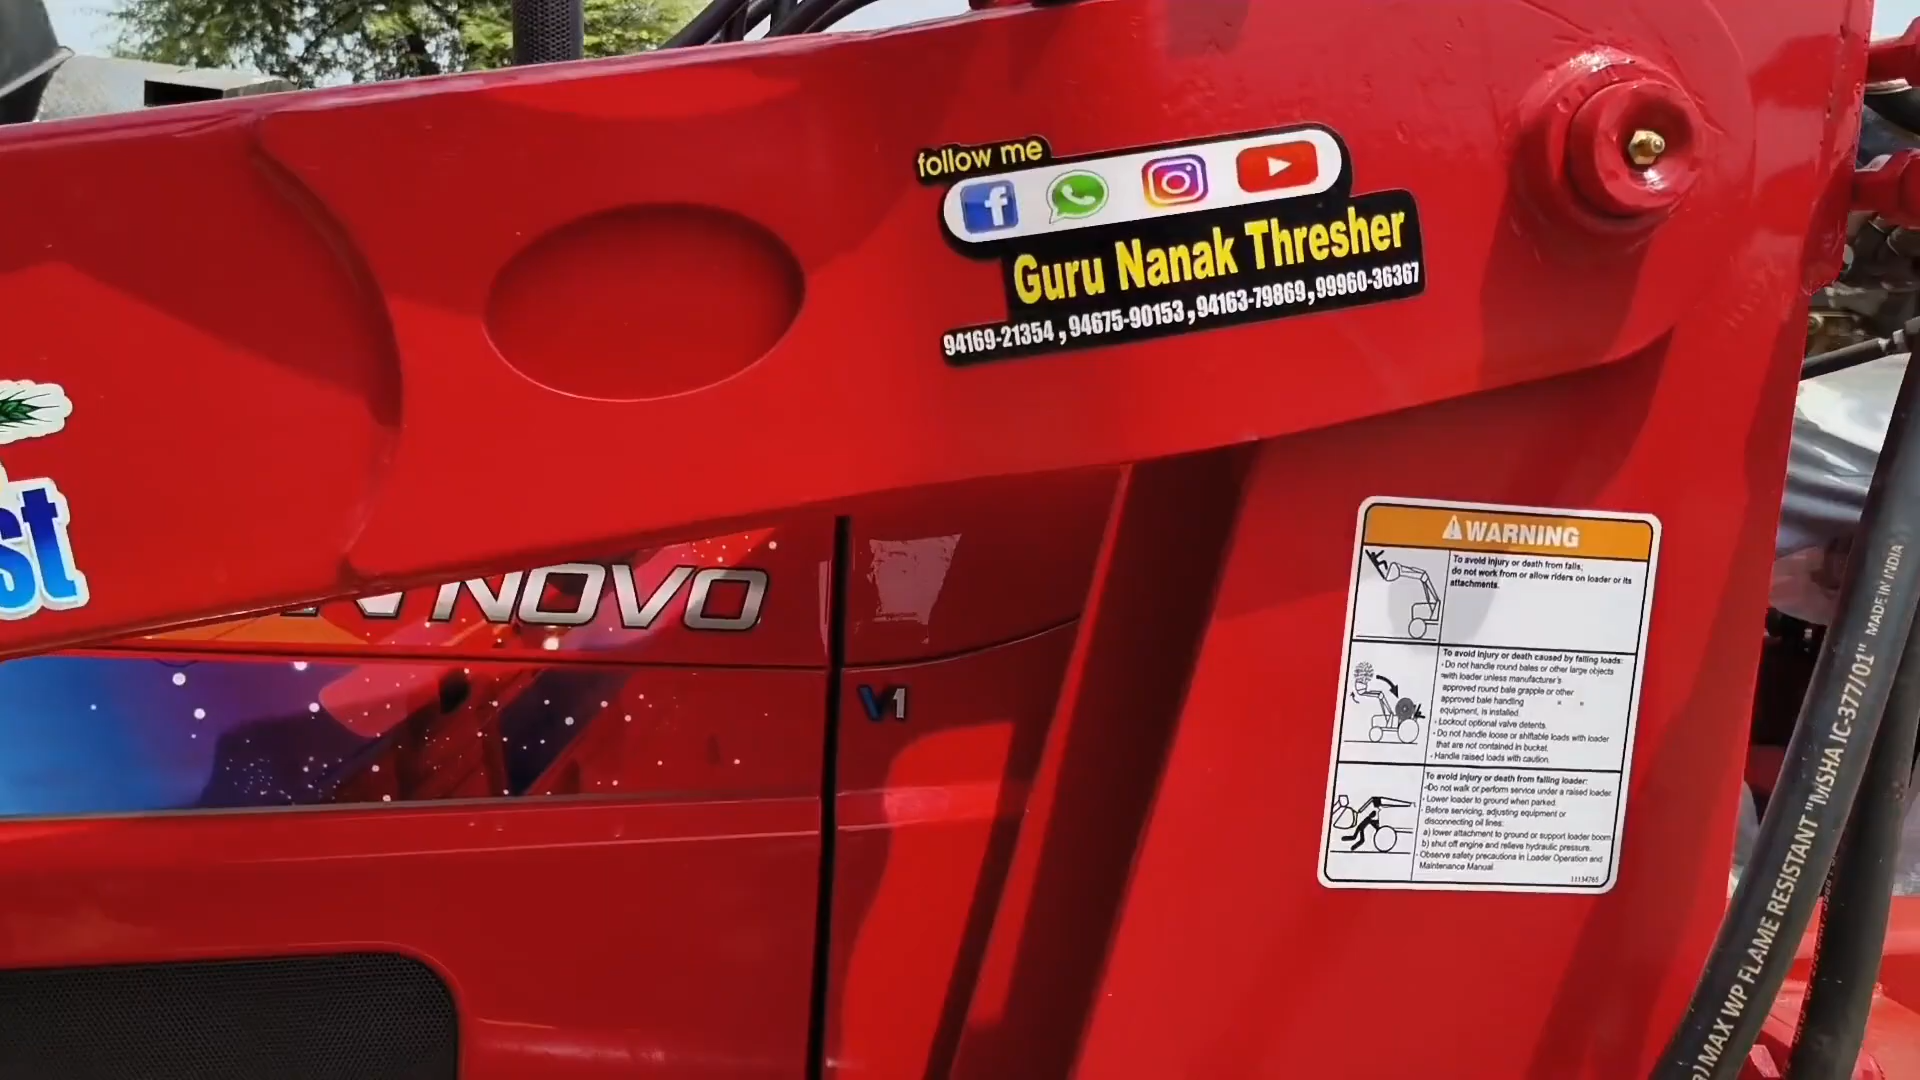 follow me
Guru Nanak Thresher
94169-21354 , 94675-90153 , 94163-79869 , 99960-36367
st
NOVO
V1
WARNING
To avoid injury or death from falls;
do not work from or allow riders on loader or its
attachments.
To avoid injury or death caused by falling loads:
- Do not handle round bales or other large objects
with loader unless manufacturer's
approved round bale grapple or other
approved bale handling
equipment, is installed.
- Lockout optional valve detents.
- Do not handle loose or shiftable loads with loader
that are not contained in bucket.
- Handle raised loads with caution.
To avoid injury or death from falling loader:
- Do not walk or perform service under a raised loader.
- Lower loader to ground when parked.
- Before servicing, adjusting equipment or
disconnecting oil lines:
a) lower attachment to ground or support loader boom
b) shut off engine and relieve hydraulic pressure.
- Observe safety precautions in Loader Operation and
Maintenance Manual.
11134765
MAX WP FLAME RESISTANT "MSHA IC-377/01" MADE IN INDIA